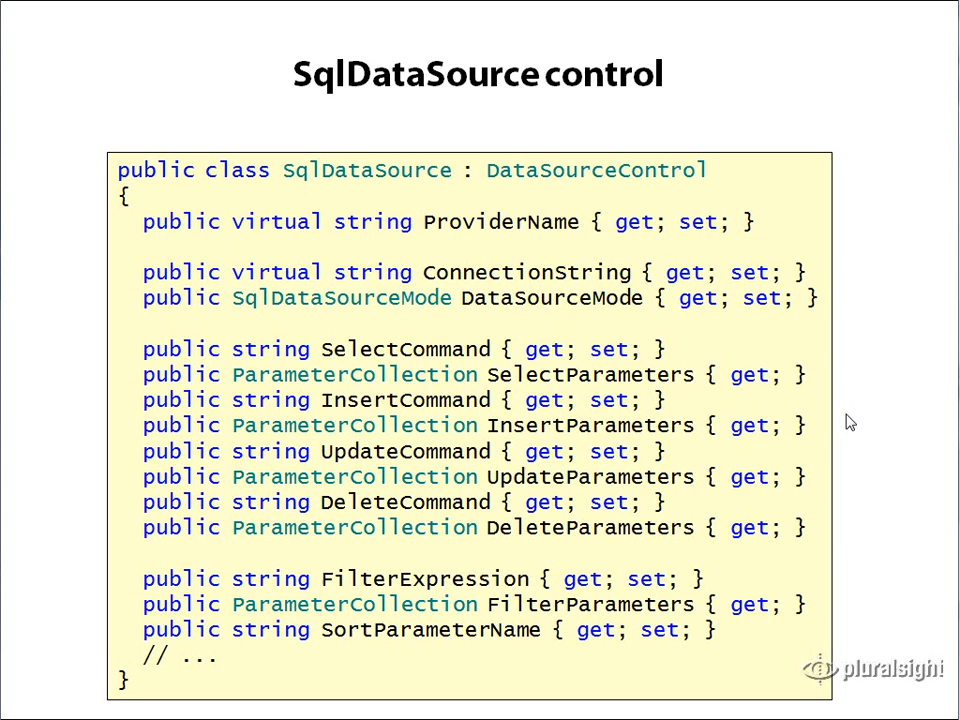 SqlDataSource control
public class SqlDataSource : DataSourceControl
{
public virtual string ProviderName { get; set; }
public virtual string ConnectionString { get; set; }
public SqlDataSourceMode DataSourceMode { get; set; }
public string SelectCommand { get; set; }
public ParameterCollection SelectParameters { get; }
public string InsertCommand { get; set; }
public ParameterCollection InsertParameters { get; }
public string UpdateCommand { get; set; }
public ParameterCollection UpdateParameters { get; }
public string DeleteCommand { get; set; }
public ParameterCollection DeleteParameters { get; }
public string FilterExpression { get; set; }
public ParameterCollection FilterParameters { get; }
public string SortParameterName { get; set; }
// ...
}
pluralsight